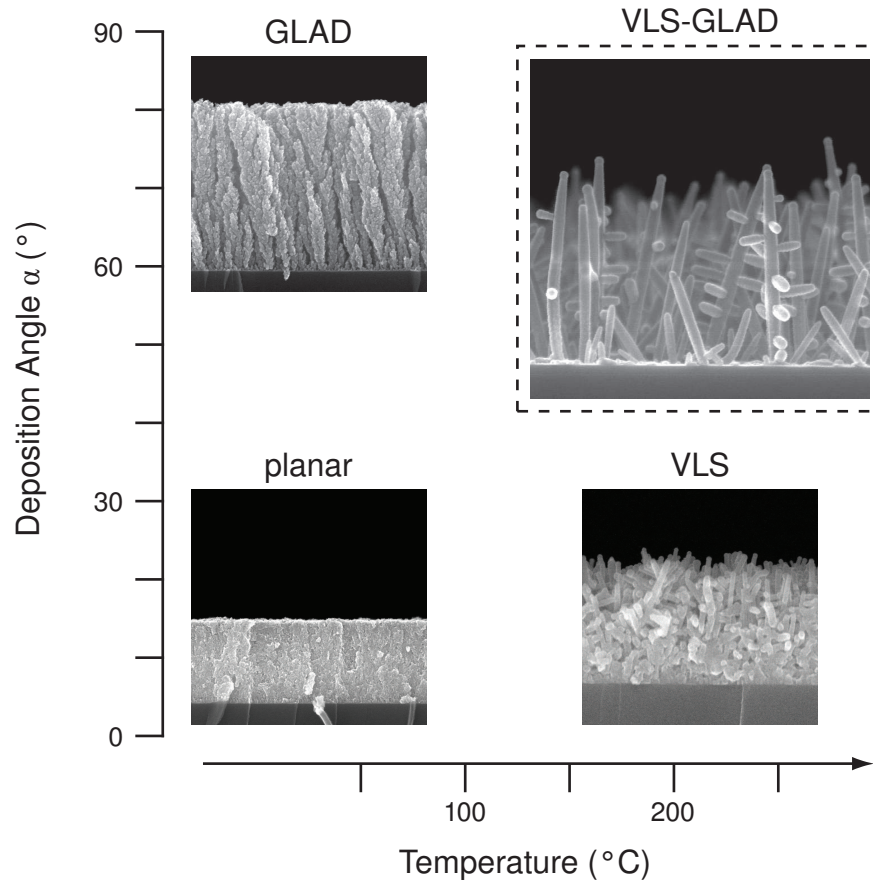 90
GLAD
VLS-GLAD
60
Deposition Angle α (°)
planar
VLS
30
0
100
200
Temperature (°C)